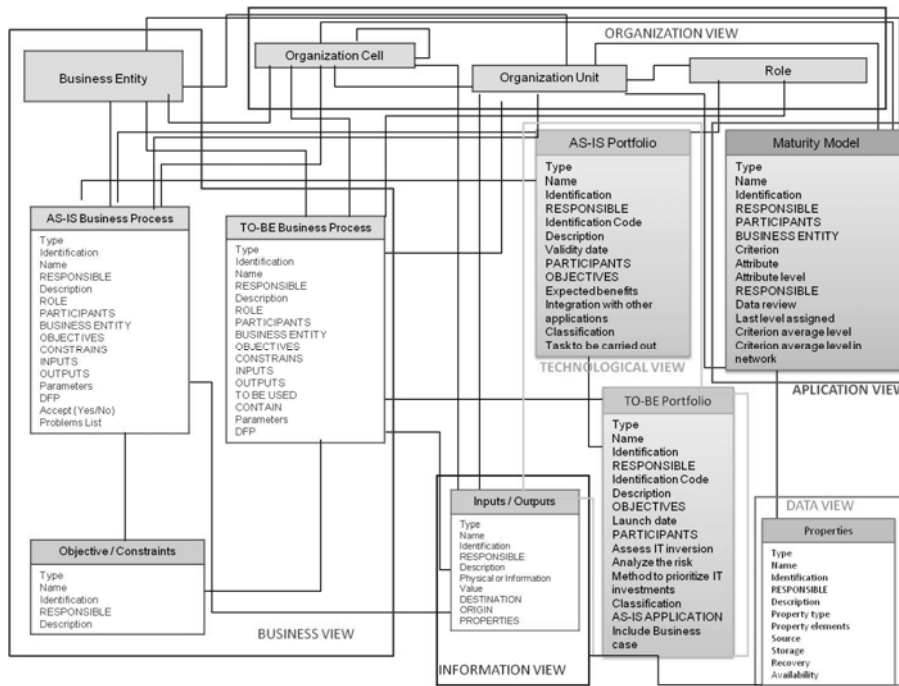 ORGANIZATION VIEW
Organization Cell
Business Entity
Organization Unit
Role
AS-IS Portfolio
Type
Name
Identification
RESPONSIBLE
Identification Code
Description
Validity date
PARTICIPANTS
OBJECTIVES
Expected benefits
Integration with other
applications
Classification
Task to be carried out
TECHNOLOGICAL VIEW
Maturity Model
Type
Name
Identification
RESPONSIBLE
PARTICIPANTS
BUSINESS ENTITY
Criterion
Attribute
Attribute level
RESPONSIBLE
Data review
Last level assigned
Criterion average level
Criterion average level in
network
APLICATION VIEW
AS-IS Business Process
Type
Identification
Name
RESPONSIBLE
Description
ROLE
PARTICIPANTS
BUSINESS ENTITY
OBJECTIVES
CONSTRAINS
INPUTS
OUTPUTS
Parameters
DFP
Accept (Yes/No)
Problems List
TO-BE Business Process
Type
Identification
Name
RESPONSIBLE
Description
ROLE
PARTICIPANTS
BUSINESS ENTITY
OBJECTIVES
CONSTRAINS
INPUTS
OUTPUTS
TO BE USED
CONTAIN
Parameters
DFP
TO-BE Portfolio
Type
Name
Identification
RESPONSIBLE
Identification Code
Description
OBJECTIVES
Launch date
PARTICIPANTS
Assess IT inversion
Analyze the risk
Method to prioritize IT
investments
Classification
AS-IS APPLICATION
Include Business
case
Inputs / Outputs
Type
Name
Identification
RESPONSIBLE
Description
Physical or Information
Value
DESTINATION
ORIGIN
PROPERTIES
INFORMATION VIEW
DATA VIEW
Properties
Type
Name
Identification
RESPONSIBLE
Description
Property type
Property elements
Source
Storage
Recovery
Availability
Objective / Constraints
Type
Name
Identification
RESPONSIBLE
Description
BUSINESS VIEW